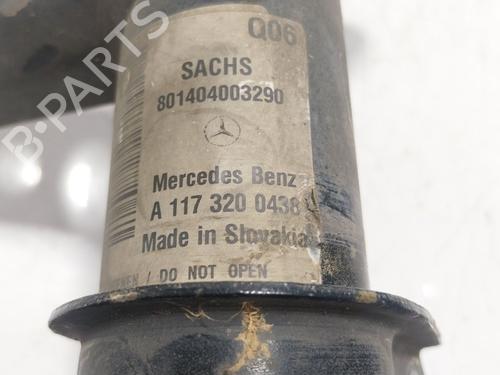 Q06
SACHS
801404003290
Mercedes Benz
A 117 320 0438
Made in Slovakia
/ DO NOT OPEN
B-PARTS